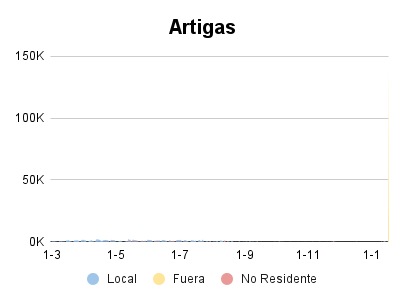 Artigas
150K
100K
50K
0K
1-3 1-5 1-7 1-9 1-11 1-1
Local Fuera No Residente